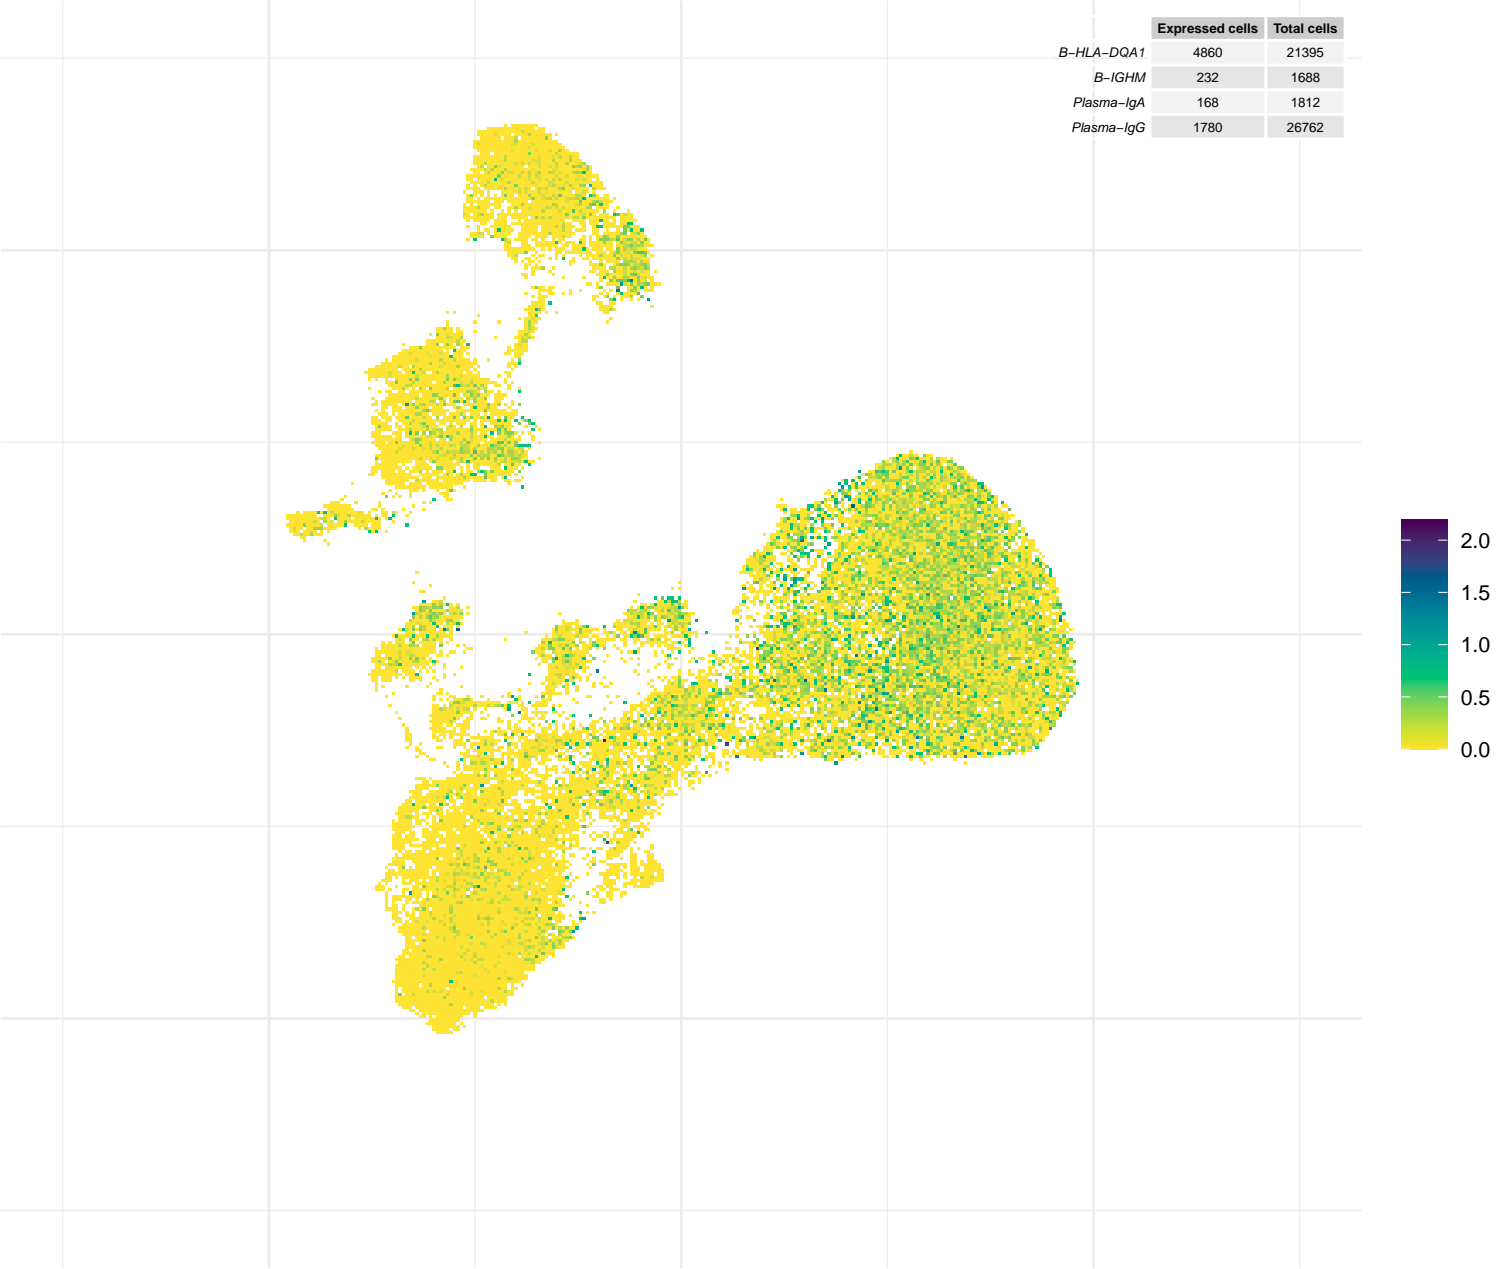 Expressed cells Total cells
B−HLA−DQA1 4860 21395
B−IGHM 232 1688
Plasma−IgA 168 1812
Plasma−IgG 1780 26762
2.0
1.5
1.0
0.5
0.0